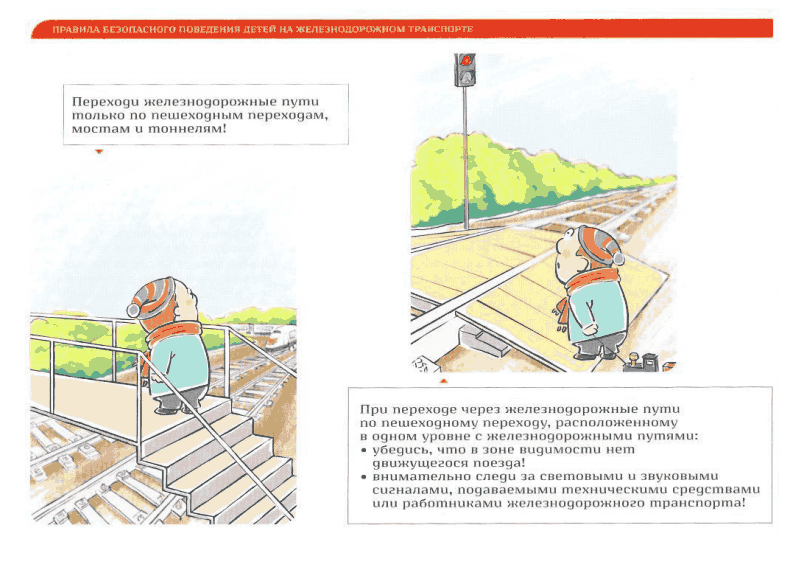 ПРАВИЛА БЕЗОПАСНОГО ПОВЕДЕНИЯ ДЕТЕЙ НА ЖЕЛЕЗНОДОРОЖНОМ ТРАНСПОРТЕ
Переходи железнодорожные пути
только по пешеходным переходам,
мостам и тоннелям!
При переходе через железнодорожные пути
по пешеходному переходу, расположенному
в одном уровне с железнодорожными путями:
• убедись, что в зоне видимости нет
движущегося поезда!
• внимательно следи за световыми и звуковыми
сигналами, подаваемыми техническими средствами
или работниками железнодорожного транспорта!